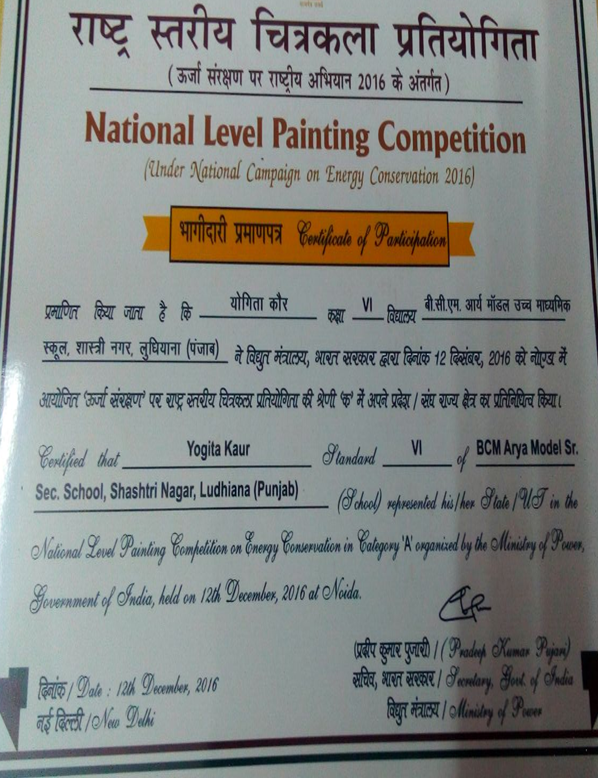 राष्ट्र स्तरीय चित्रकला प्रतियोगिता
(ऊर्जा संरक्षण पर राष्ट्रीय अभियान 2016 के अंतर्गत)
National Level Painting Competition
(Under National Campaign on Energy Conservation 2016)
भागीदारी प्रमाणपत्र Certificate of Participation
प्रमाणित किया जाता है कि योगिता कौर कक्षा VI विद्यालय बी.सी.एम. आर्य मॉडल उच्च माध्यमिक
स्कूल, शास्त्री नगर, लुधियाना (पंजाब) ने विद्युत मंत्रालय, भारत सरकार द्वारा दिनांक 12 दिसंबर, 2016 को नोएडा में
आयोजित 'ऊर्जा संरक्षण' पर राष्ट्र स्तरीय चित्रकला प्रतियोगिता की श्रेणी 'क' में अपने प्रदेश / संघ राज्य क्षेत्र का प्रतिनिधित्व किया।
Certified that Yogita Kaur Standard VI of BCM Arya Model Sr.
Sec. School, Shashtri Nagar, Ludhiana (Punjab) (School) represented his/her State/UT in the
National Level Painting Competition on Energy Conservation in Category 'A' organized by the Ministry of Power,
Government of India, held on 12th December, 2016 at Noida.
(प्रदीप कुमार पुजारी) / (Pradeep Kumar Pujari)
सचिव, भारत सरकार / Secretary, Govt. of India
विद्युत मंत्रालय / Ministry of Power
दिनांक / Date : 12th December, 2016
नई दिल्ली / New Delhi